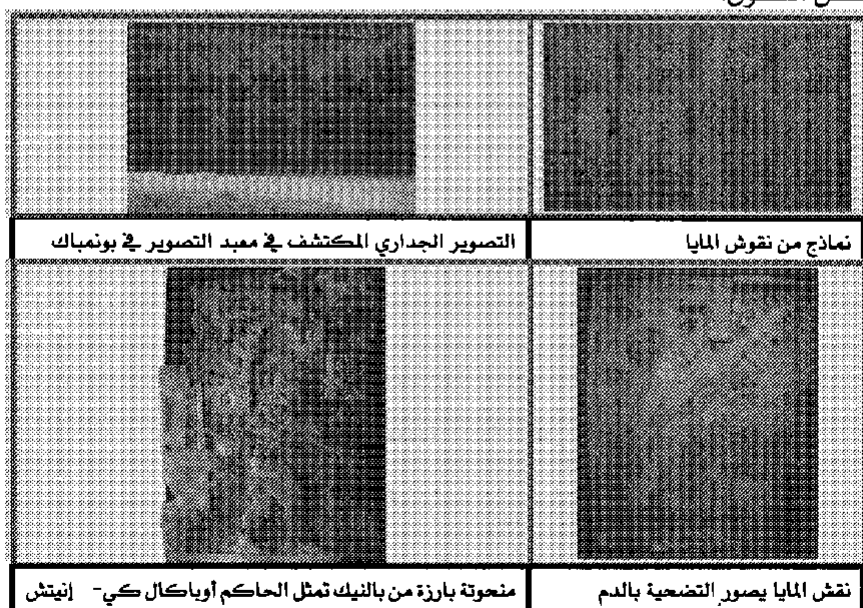 نماذج من نقوش المايا
التصوير الجداري المكتشف في معبد التصوير في بونمباك
نقش المايا يصور التضحية بالدم
منحوتة بارزة من بالنيك تمثل الحاكم أوباكال كي- إنيتش